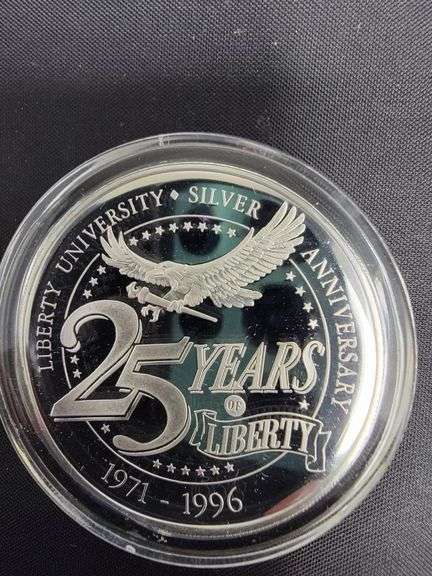 LIBERTY UNIVERSITY • SILVER ANNIVERSARY
25 YEARS
OF
LIBERTY
1971 - 1996